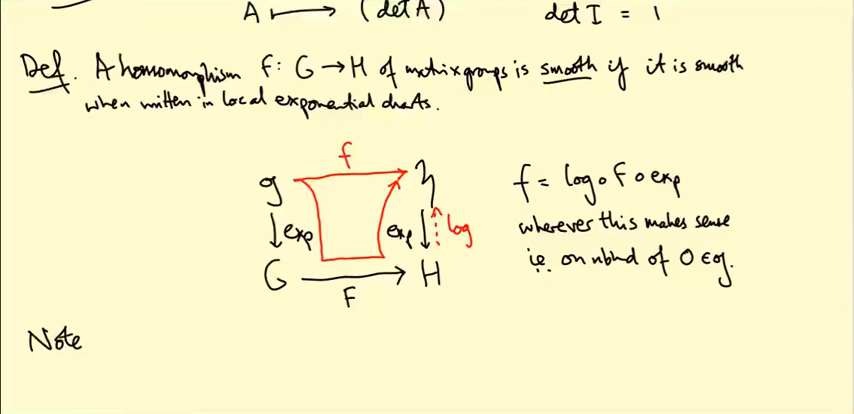 A ⟼ (det A) det I = 1
Def. A homomorphism F: G → H of matrix groups is smooth if it is smooth
when written in local exponential charts.
f
𝔤 𝔥 f = log ∘ F ∘ exp
↓ exp exp ↓ log wherever this makes sense
i.e. on nbhd of 0 ∈ 𝔤.
G → H
F
Note